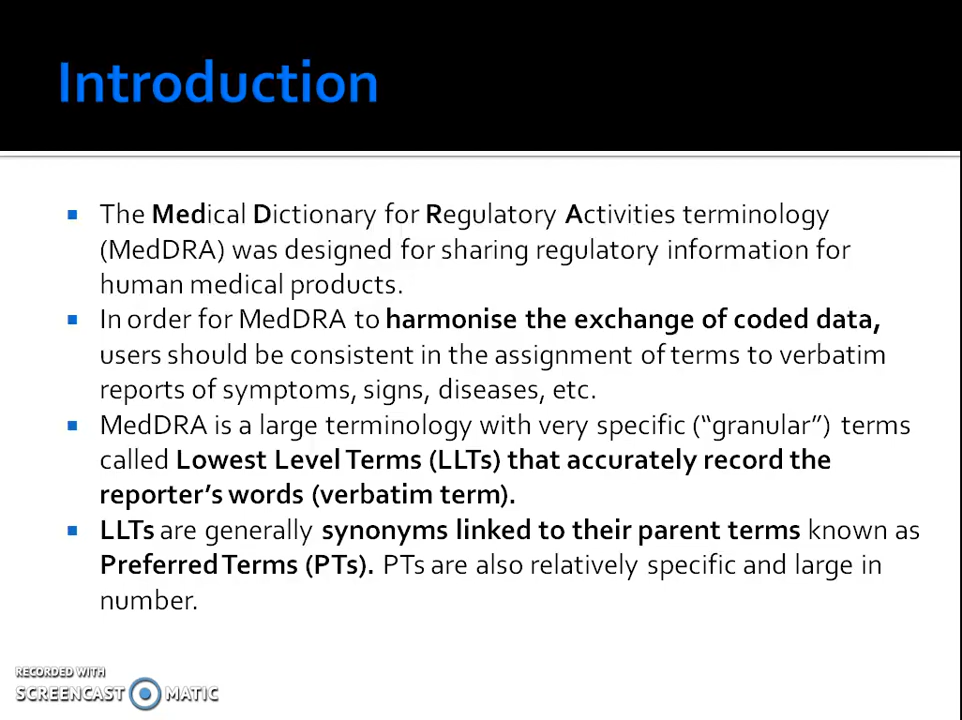 Introduction
The Medical Dictionary for Regulatory Activities terminology
(MedDRA) was designed for sharing regulatory information for
human medical products.
In order for MedDRA to harmonise the exchange of coded data,
users should be consistent in the assignment of terms to verbatim
reports of symptoms, signs, diseases, etc.
MedDRA is a large terminology with very specific (“granular”) terms
called Lowest Level Terms (LLTs) that accurately record the
reporter’s words (verbatim term).
LLTs are generally synonyms linked to their parent terms known as
Preferred Terms (PTs). PTs are also relatively specific and large in
number.
RECORDED WITH
SCREENCAST MATIC